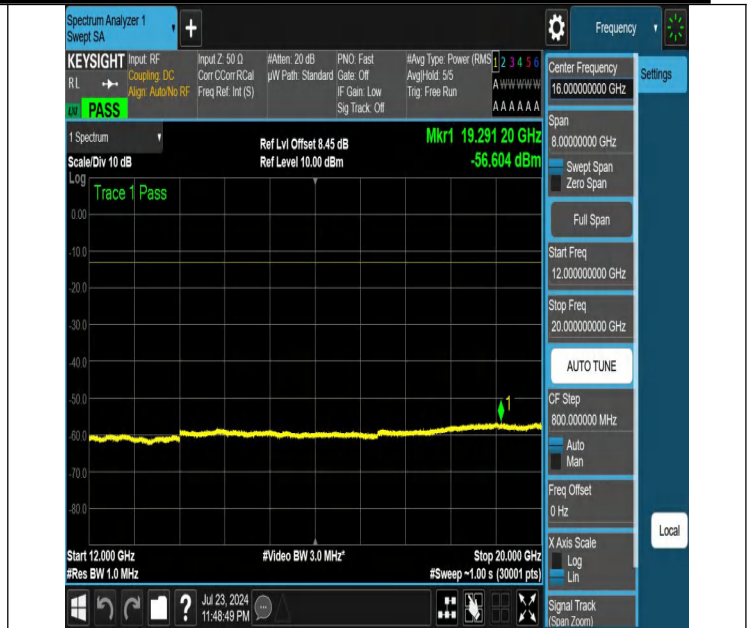 Spectrum Analyzer 1
Swept SA
+
Frequency
KEYSIGHT
RL
PASS
Input: RF
Coupling: DC
Align: Auto/No RF
Input Z: 50 Ω
Corr CCorr RCal
Freq Ref: Int (S)
#Atten: 20 dB
µW Path: Standard
PNO: Fast
Gate: Off
IF Gain: Low
Sig Track: Off
#Avg Type: Power (RMS
Avg|Hold: 5/5
Trig: Free Run
1 2 3 4 5 6
A W W W W W
A A A A A A
1 Spectrum
Scale/Div 10 dB
Ref Lvl Offset 8.45 dB
Ref Level 10.00 dBm
Mkr1 19.291 20 GHz
-56.604 dBm
Log
Trace 1 Pass
0.00
-10.0
-20.0
-30.0
-40.0
-50.0
-60.0
-70.0
-80.0
1
Start 12.000 GHz
#Res BW 1.0 MHz
#Video BW 3.0 MHz*
Stop 20.000 GHz
#Sweep ~1.00 s (30001 pts)
Center Frequency
16.00000000 GHz
Settings
Span
8.00000000 GHz
Swept Span
Zero Span
Full Span
Start Freq
12.000000000 GHz
Stop Freq
20.000000000 GHz
AUTO TUNE
CF Step
800.000000 MHz
Auto
Man
Freq Offset
0 Hz
X Axis Scale
Log
Lin
Local
Signal Track
(Span Zoom)
?
Jul 23, 2024
11:48:49 PM